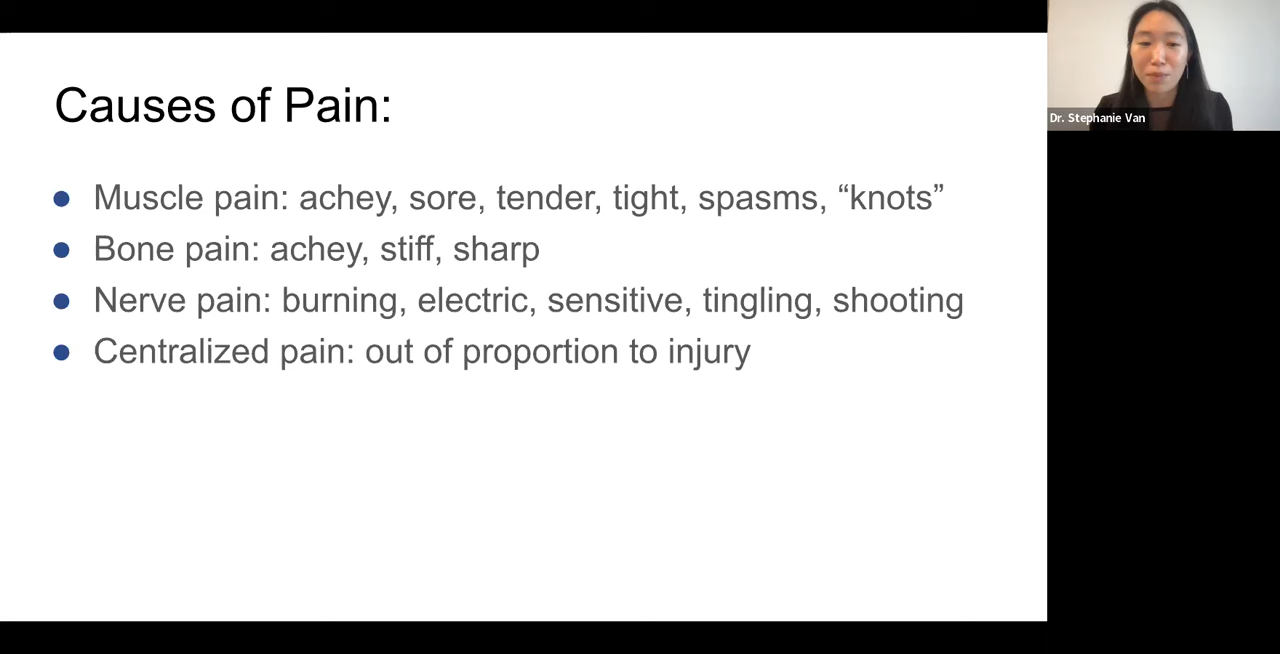 Causes of Pain:
● Muscle pain: achey, sore, tender, tight, spasms, “knots”
● Bone pain: achey, stiff, sharp
● Nerve pain: burning, electric, sensitive, tingling, shooting
● Centralized pain: out of proportion to injury
Dr. Stephanie Van